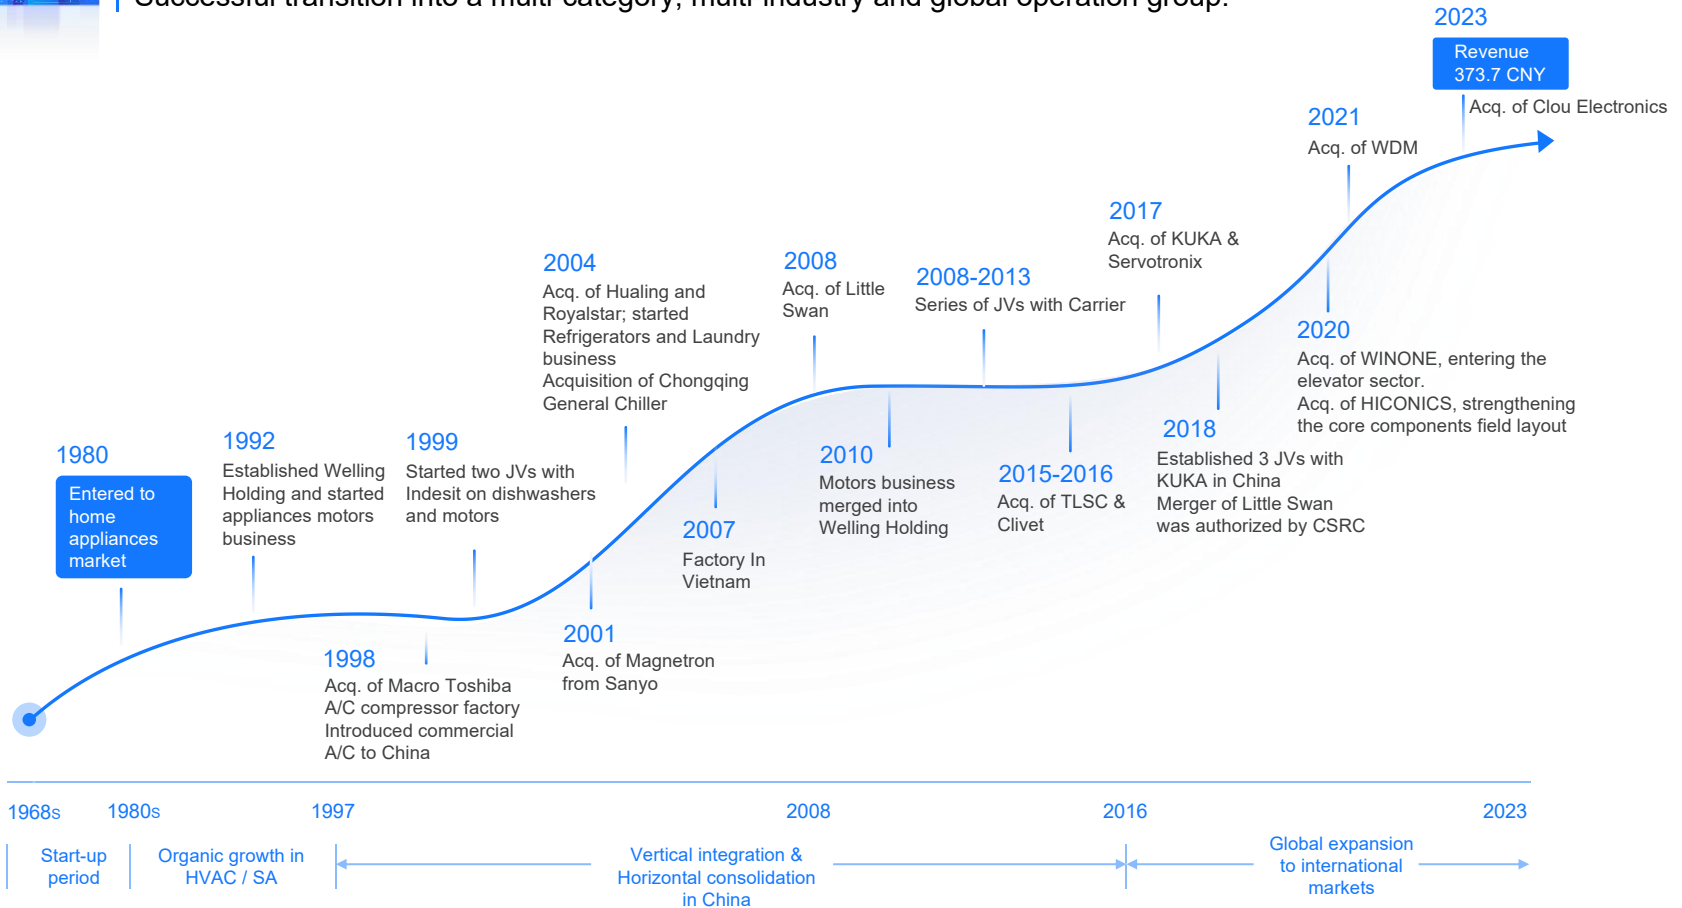 Successful transition into a multi-category, multi-industry and global operation group.
2023
Revenue
373.7 CNY
Acq. of Clou Electronics
2021
Acq. of WDM
2017
Acq. of KUKA &
Servotronix
2004
Acq. of Hualing and
Royalstar; started
Refrigerators and Laundry
business
Acquisition of Chongqing
General Chiller
2008
Acq. of Little
Swan
2008-2013
Series of JVs with Carrier
2020
Acq. of WINONE, entering the
elevator sector.
Acq. of HICONICS, strengthening
the core components field layout
1980
Entered to
home
appliances
market
1992
Established Welling
Holding and started
appliances motors
business
1999
Started two JVs with
Indesit on dishwashers
and motors
2007
Factory In
Vietnam
2010
Motors business
merged into
Welling Holding
2015-2016
Acq. of TLSC &
Clivet
2018
Established 3 JVs with
KUKA in China
Merger of Little Swan
was authorized by CSRC
1998
Acq. of Macro Toshiba
A/C compressor factory
Introduced commercial
A/C to China
2001
Acq. of Magnetron
from Sanyo
1968s
1980s
1997
2008
2016
2023
Start-up
period
Organic growth in
HVAC / SA
Vertical integration &
Horizontal consolidation
in China
Global expansion
to international
markets